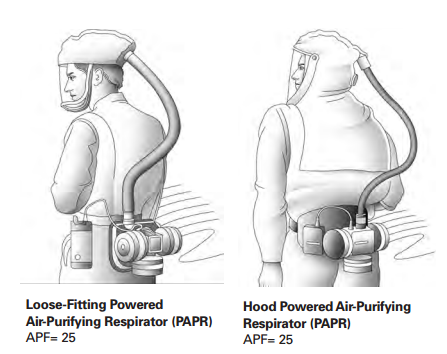 Loose-Fitting Powered
Air-Purifying Respirator (PAPR)
APF= 25
Hood Powered Air-Purifying
Respirator (PAPR)
APF= 25